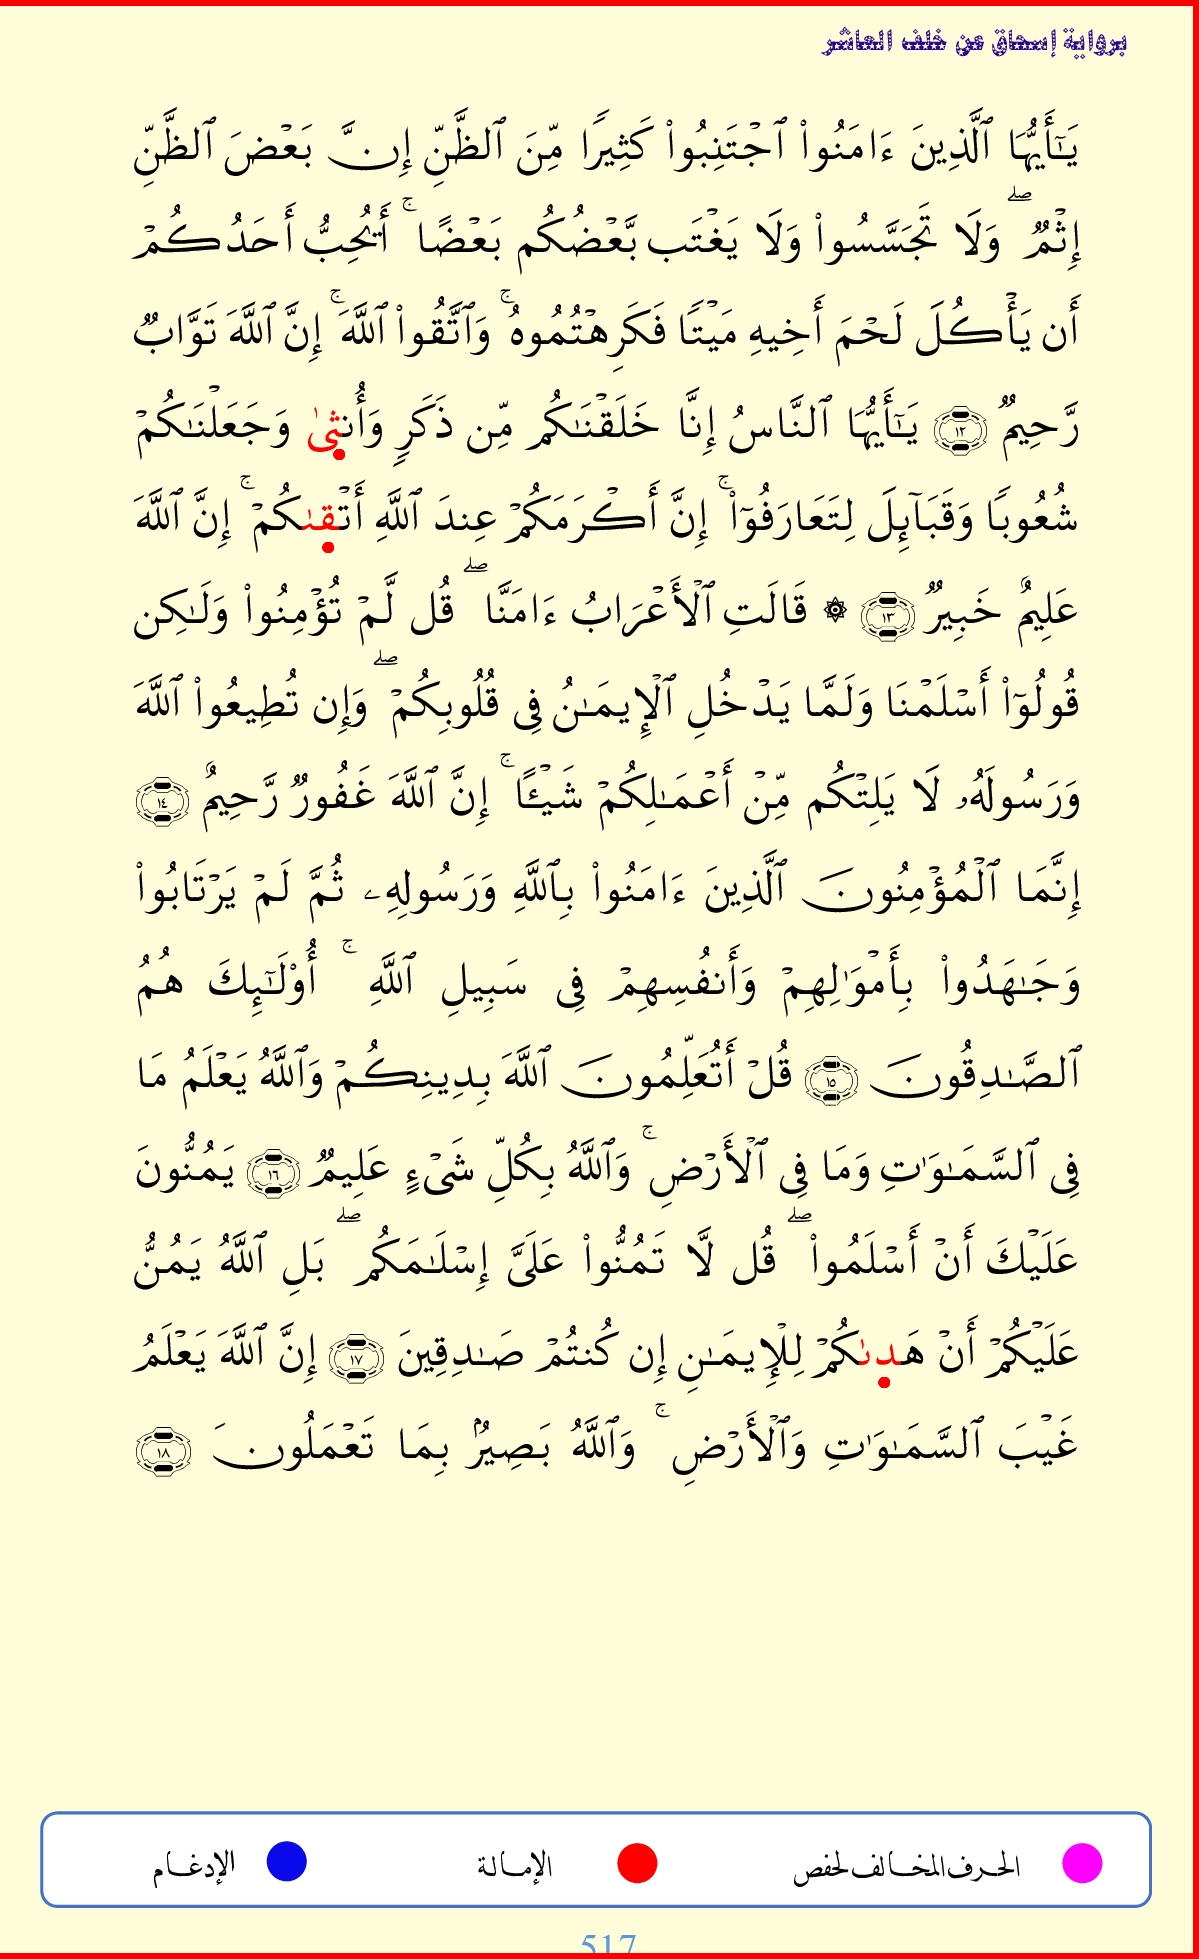 برواية إسحاق عن خلف العاشر
يَٰٓأَيُّهَا ٱلَّذِينَ ءَامَنُواْ ٱجۡتَنِبُواْ كَثِيرٗا مِّنَ ٱلظَّنِّ إِنَّ بَعۡضَ ٱلظَّنِّ
إِثۡمٞۖ وَلَا تَجَسَّسُواْ وَلَا يَغۡتَب بَّعۡضُكُم بَعۡضًاۚ أَيُحِبُّ أَحَدُكُمۡ
أَن يَأۡكُلَ لَحۡمَ أَخِيهِ مَيۡتٗا فَكَرِهۡتُمُوهُۚ وَٱتَّقُواْ ٱللَّهَۚ إِنَّ ٱللَّهَ تَوَّابٞ
رَّحِيمٞ ١٢ يَٰٓأَيُّهَا ٱلنَّاسُ إِنَّا خَلَقۡنَٰكُم مِّن ذَكَرٖ وَأُنثىٰ وَجَعَلۡنَٰكُمۡ
شُعُوبٗا وَقَبَآئِلَ لِتَعَارَفُوٓاْۚ إِنَّ أَكۡرَمَكُمۡ عِندَ ٱللَّهِ أَتۡقىٰكُمۡۚ إِنَّ ٱللَّهَ
عَلِيمٌ خَبِيرٞ ١٣ ۞ قَالَتِ ٱلۡأَعۡرَابُ ءَامَنَّاۖ قُل لَّمۡ تُؤۡمِنُواْ وَلَٰكِن
قُولُوٓاْ أَسۡلَمۡنَا وَلَمَّا يَدۡخُلِ ٱلۡإِيمَٰنُ فِي قُلُوبِكُمۡۖ وَإِن تُطِيعُواْ ٱللَّهَ
وَرَسُولَهُۥ لَا يَلِتۡكُم مِّنۡ أَعۡمَٰلِكُمۡ شَيۡـًٔاۚ إِنَّ ٱللَّهَ غَفُورٞ رَّحِيمٌ ١٤
إِنَّمَا ٱلۡمُؤۡمِنُونَ ٱلَّذِينَ ءَامَنُواْ بِٱللَّهِ وَرَسُولِهِۦ ثُمَّ لَمۡ يَرۡتَابُواْ
وَجَٰهَدُواْ بِأَمۡوَٰلِهِمۡ وَأَنفُسِهِمۡ فِي سَبِيلِ ٱللَّهِۚ أُوْلَٰٓئِكَ هُمُ
ٱلصَّٰدِقُونَ ١٥ قُلۡ أَتُعَلِّمُونَ ٱللَّهَ بِدِينِكُمۡ وَٱللَّهُ يَعۡلَمُ مَا
فِي ٱلسَّمَٰوَٰتِ وَمَا فِي ٱلۡأَرۡضِۚ وَٱللَّهُ بِكُلِّ شَيۡءٍ عَلِيمٞ ١٦ يَمُنُّونَ
عَلَيۡكَ أَنۡ أَسۡلَمُواْۖ قُل لَّا تَمُنُّواْ عَلَيَّ إِسۡلَٰمَكُمۖ بَلِ ٱللَّهُ يَمُنُّ
عَلَيۡكُمۡ أَنۡ هَدىٰكُمۡ لِلۡإِيمَٰنِ إِن كُنتُمۡ صَٰدِقِينَ ١٧ إِنَّ ٱللَّهَ يَعۡلَمُ
غَيۡبَ ٱلسَّمَٰوَٰتِ وَٱلۡأَرۡضِۚ وَٱللَّهُ بَصِيرُۢ بِمَا تَعۡمَلُونَ ١٨
الحرف المخالف لحفص الإمالة الإدغام
517